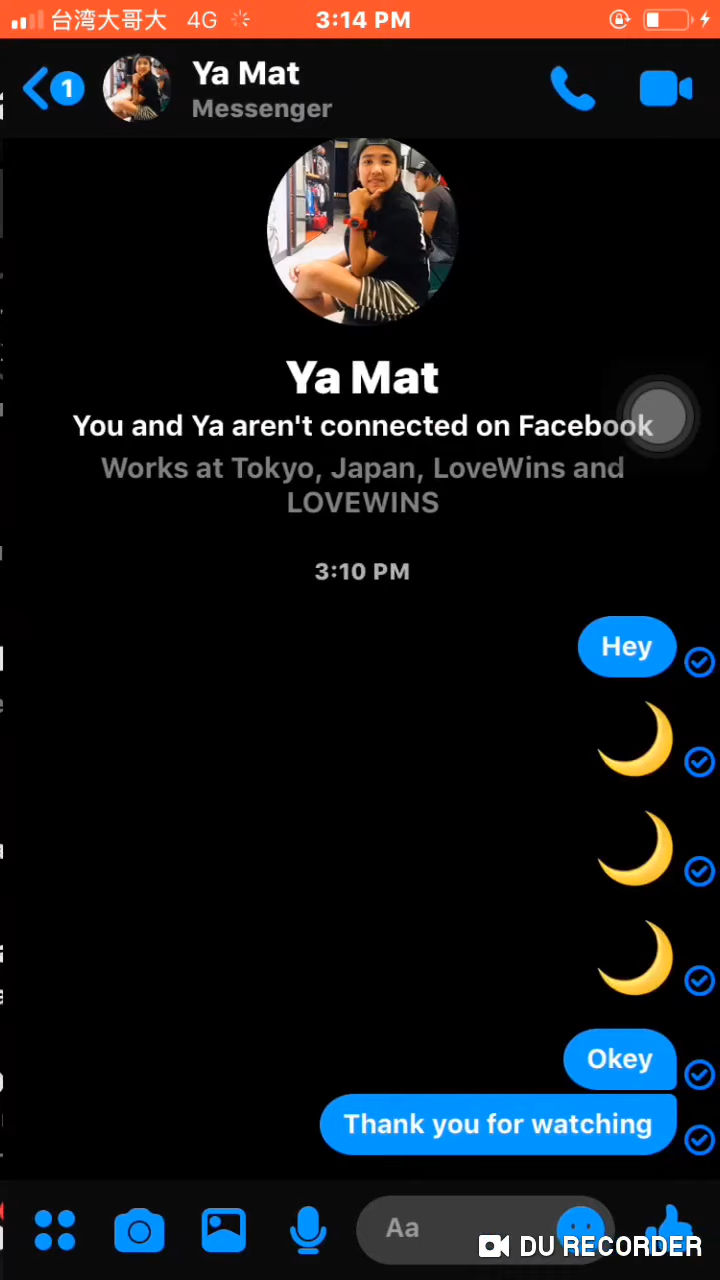 台湾大哥大 4G 3:14 PM
1
Ya Mat
Messenger
Ya Mat
You and Ya aren't connected on Facebook
Works at Tokyo, Japan, LoveWins and
LOVEWINS
3:10 PM
Hey
Okey
Thank you for watching
Aa
DU RECORDER